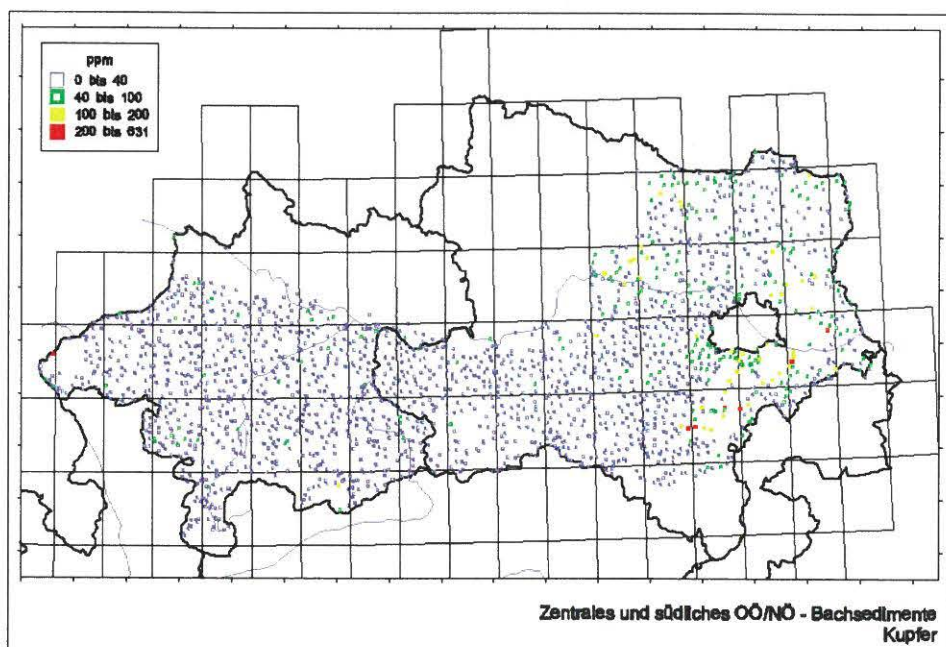 ppm
0 bis 40
40 bis 100
100 bis 200
200 bis 631
Zentrales und südliches OÖ/NÖ - Bachsedimente
Kupfer